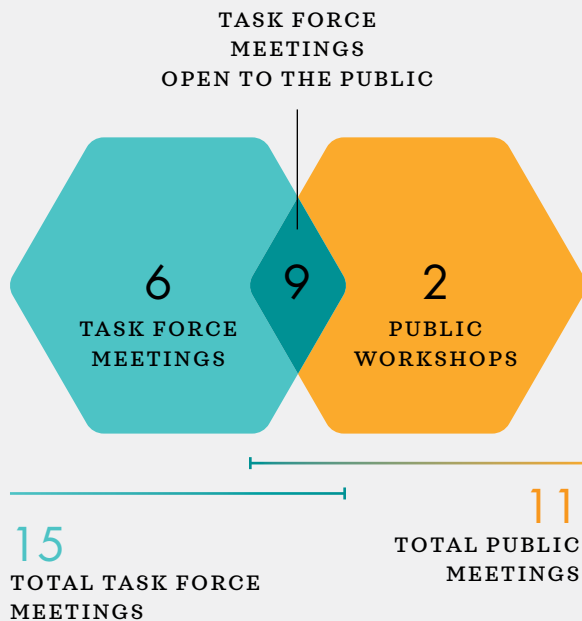 TASK FORCE
MEETINGS
OPEN TO THE PUBLIC
6
TASK FORCE
MEETINGS
9
2
PUBLIC
WORKSHOPS
15
TOTAL TASK FORCE
MEETINGS
11
TOTAL PUBLIC
MEETINGS